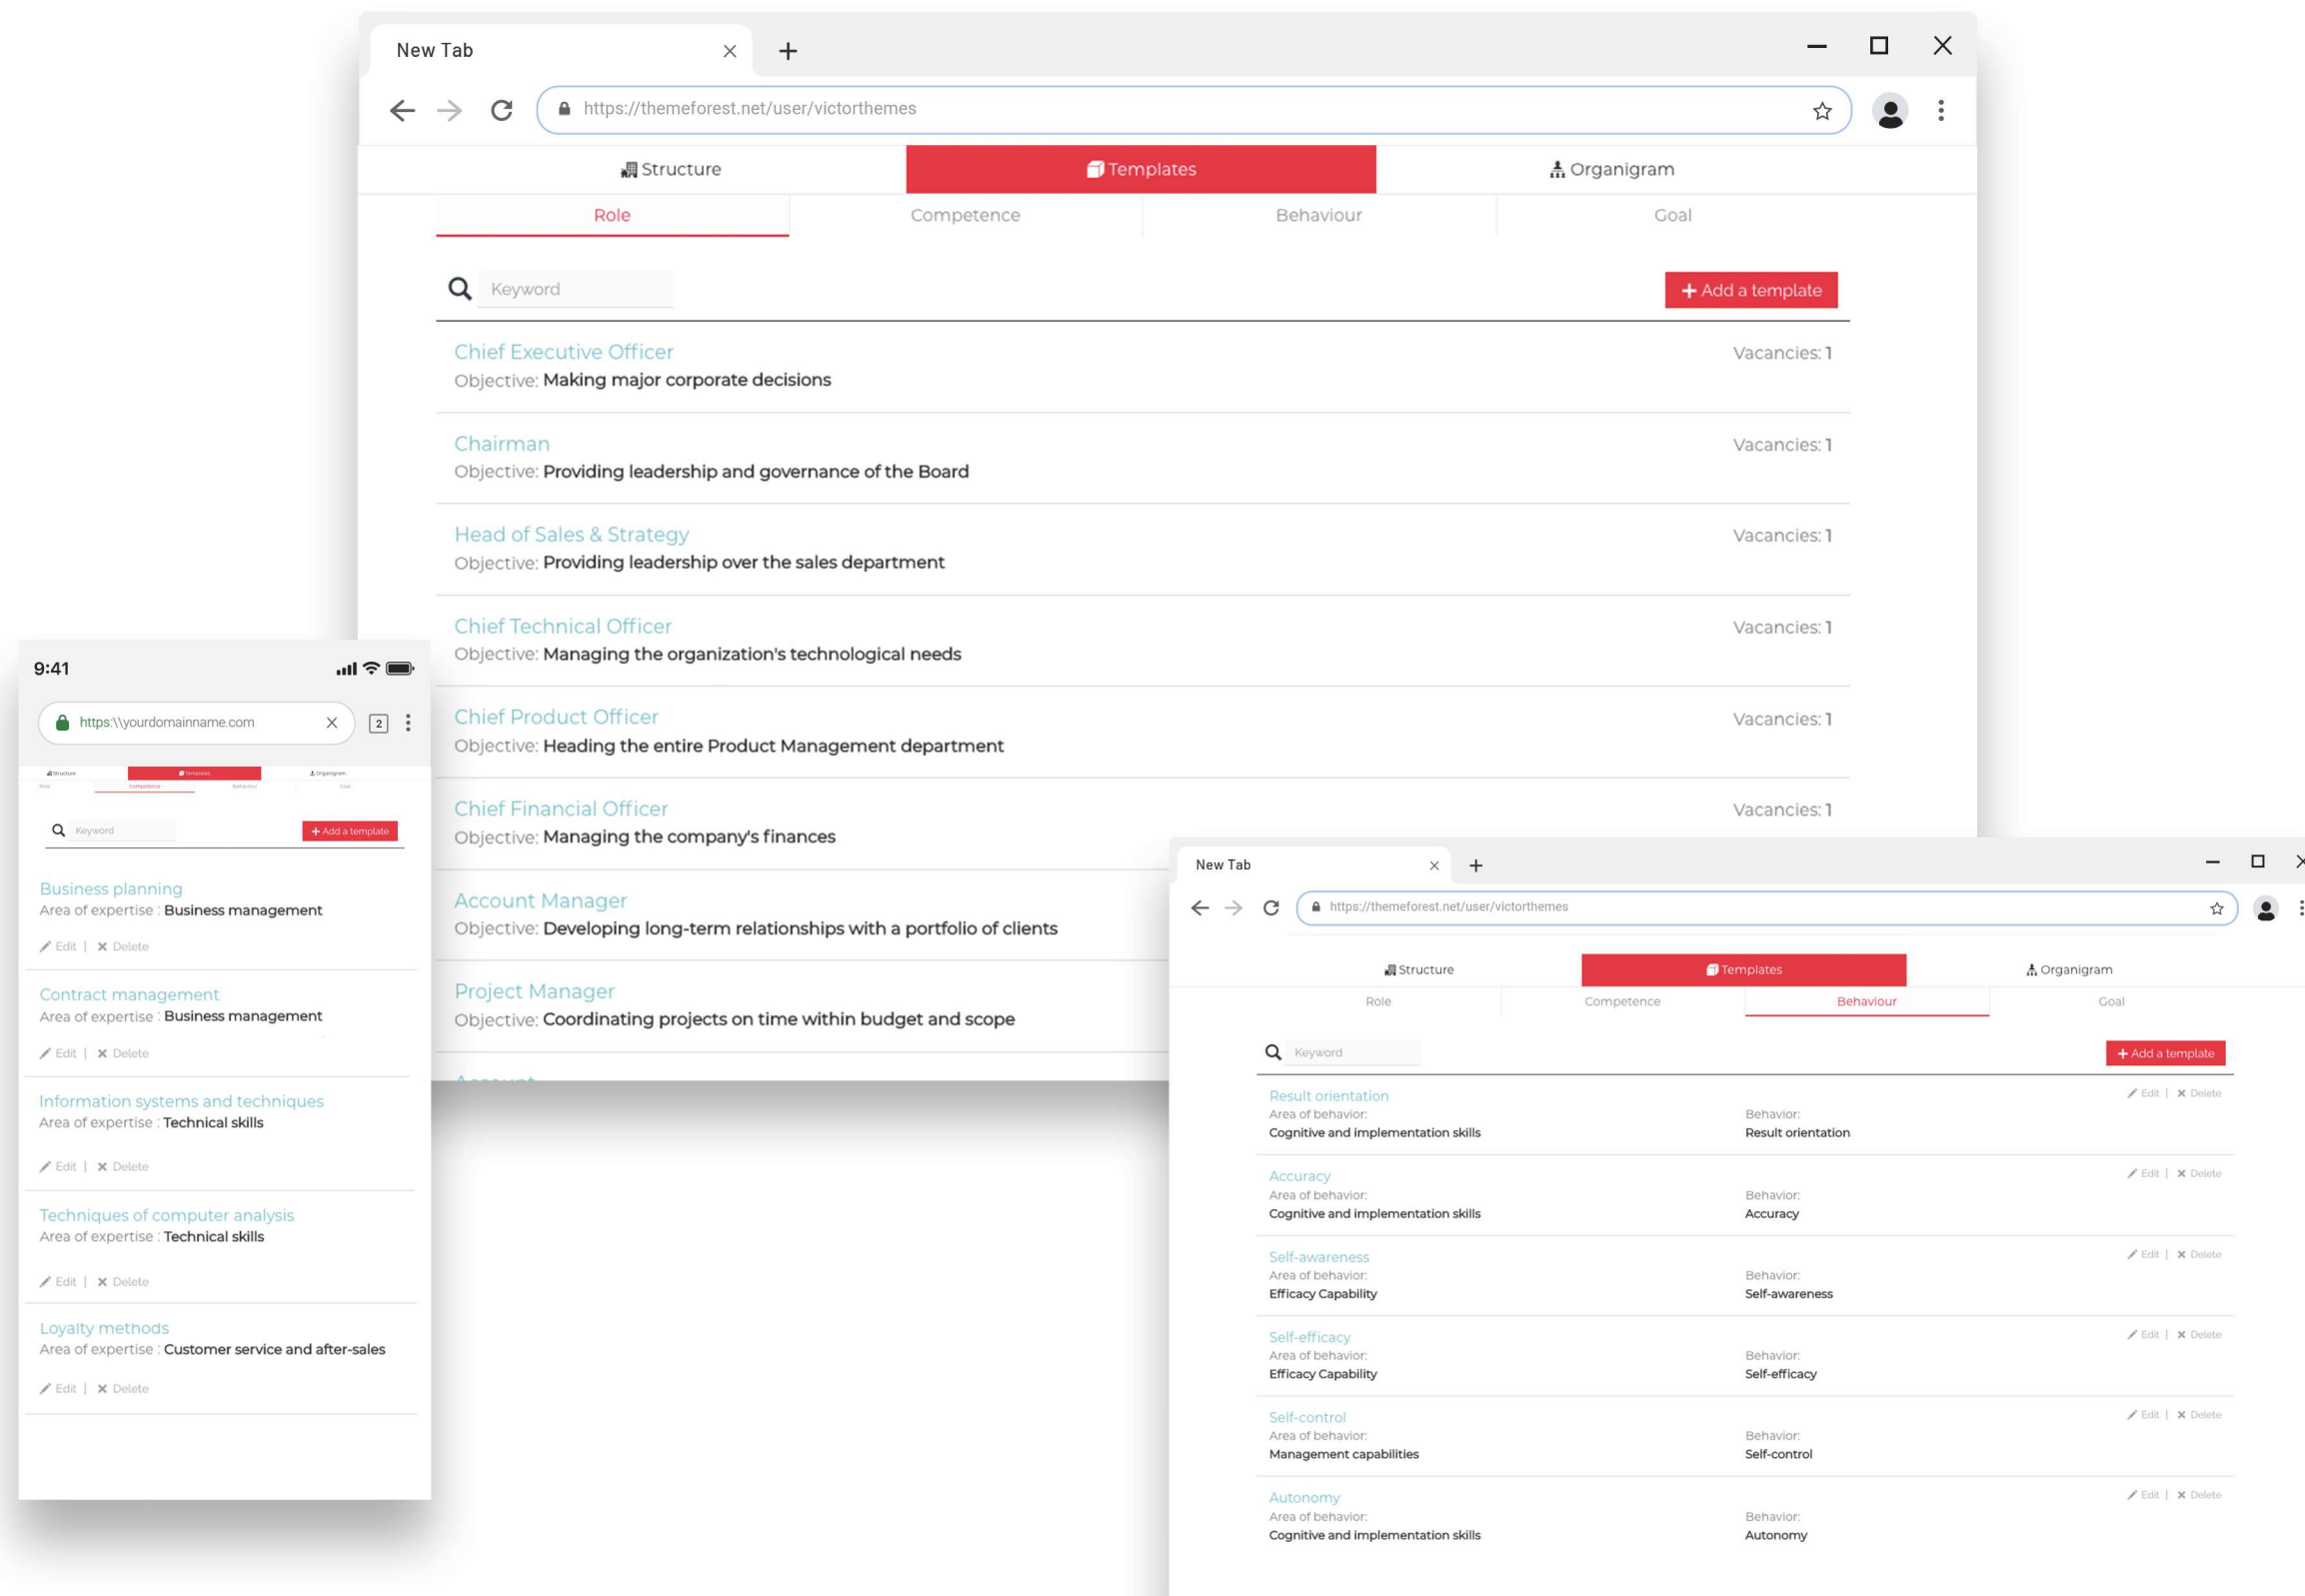 New Tab
https://themeforest.net/user/victorthemes
Structure Templates Organigram
Role Competence Behaviour Goal
Keyword + Add a template
Chief Executive Officer Vacancies: 1
Objective: Making major corporate decisions
Chairman Vacancies: 1
Objective: Providing leadership and governance of the Board
Head of Sales & Strategy Vacancies: 1
Objective: Providing leadership over the sales department
Chief Technical Officer Vacancies: 1
Objective: Managing the organization's technological needs
Chief Product Officer Vacancies: 1
Objective: Heading the entire Product Management department
Chief Financial Officer Vacancies: 1
Objective: Managing the company's finances
Account Manager
Objective: Developing long-term relationships with a portfolio of clients
Project Manager
Objective: Coordinating projects on time within budget and scope
9:41
https:\\yourdomainname.com 2
Structure Templates Organigram
Role Competence Behaviour Goal
Keyword + Add a template
Business planning
Area of expertise : Business management
Edit | Delete
Contract management
Area of expertise : Business management
Edit | Delete
Information systems and techniques
Area of expertise : Technical skills
Edit | Delete
Techniques of computer analysis
Area of expertise : Technical skills
Edit | Delete
Loyalty methods
Area of expertise : Customer service and after-sales
Edit | Delete
New Tab
https://themeforest.net/user/victorthemes
Structure Templates Organigram
Role Competence Behaviour Goal
Keyword + Add a template
Result orientation Edit | Delete
Area of behavior: Behavior:
Cognitive and implementation skills Result orientation
Accuracy Edit | Delete
Area of behavior: Behavior:
Cognitive and implementation skills Accuracy
Self-awareness Edit | Delete
Area of behavior: Behavior:
Efficacy Capability Self-awareness
Self-efficacy Edit | Delete
Area of behavior: Behavior:
Efficacy Capability Self-efficacy
Self-control Edit | Delete
Area of behavior: Behavior:
Management capabilities Self-control
Autonomy Edit | Delete
Area of behavior: Behavior:
Cognitive and implementation skills Autonomy